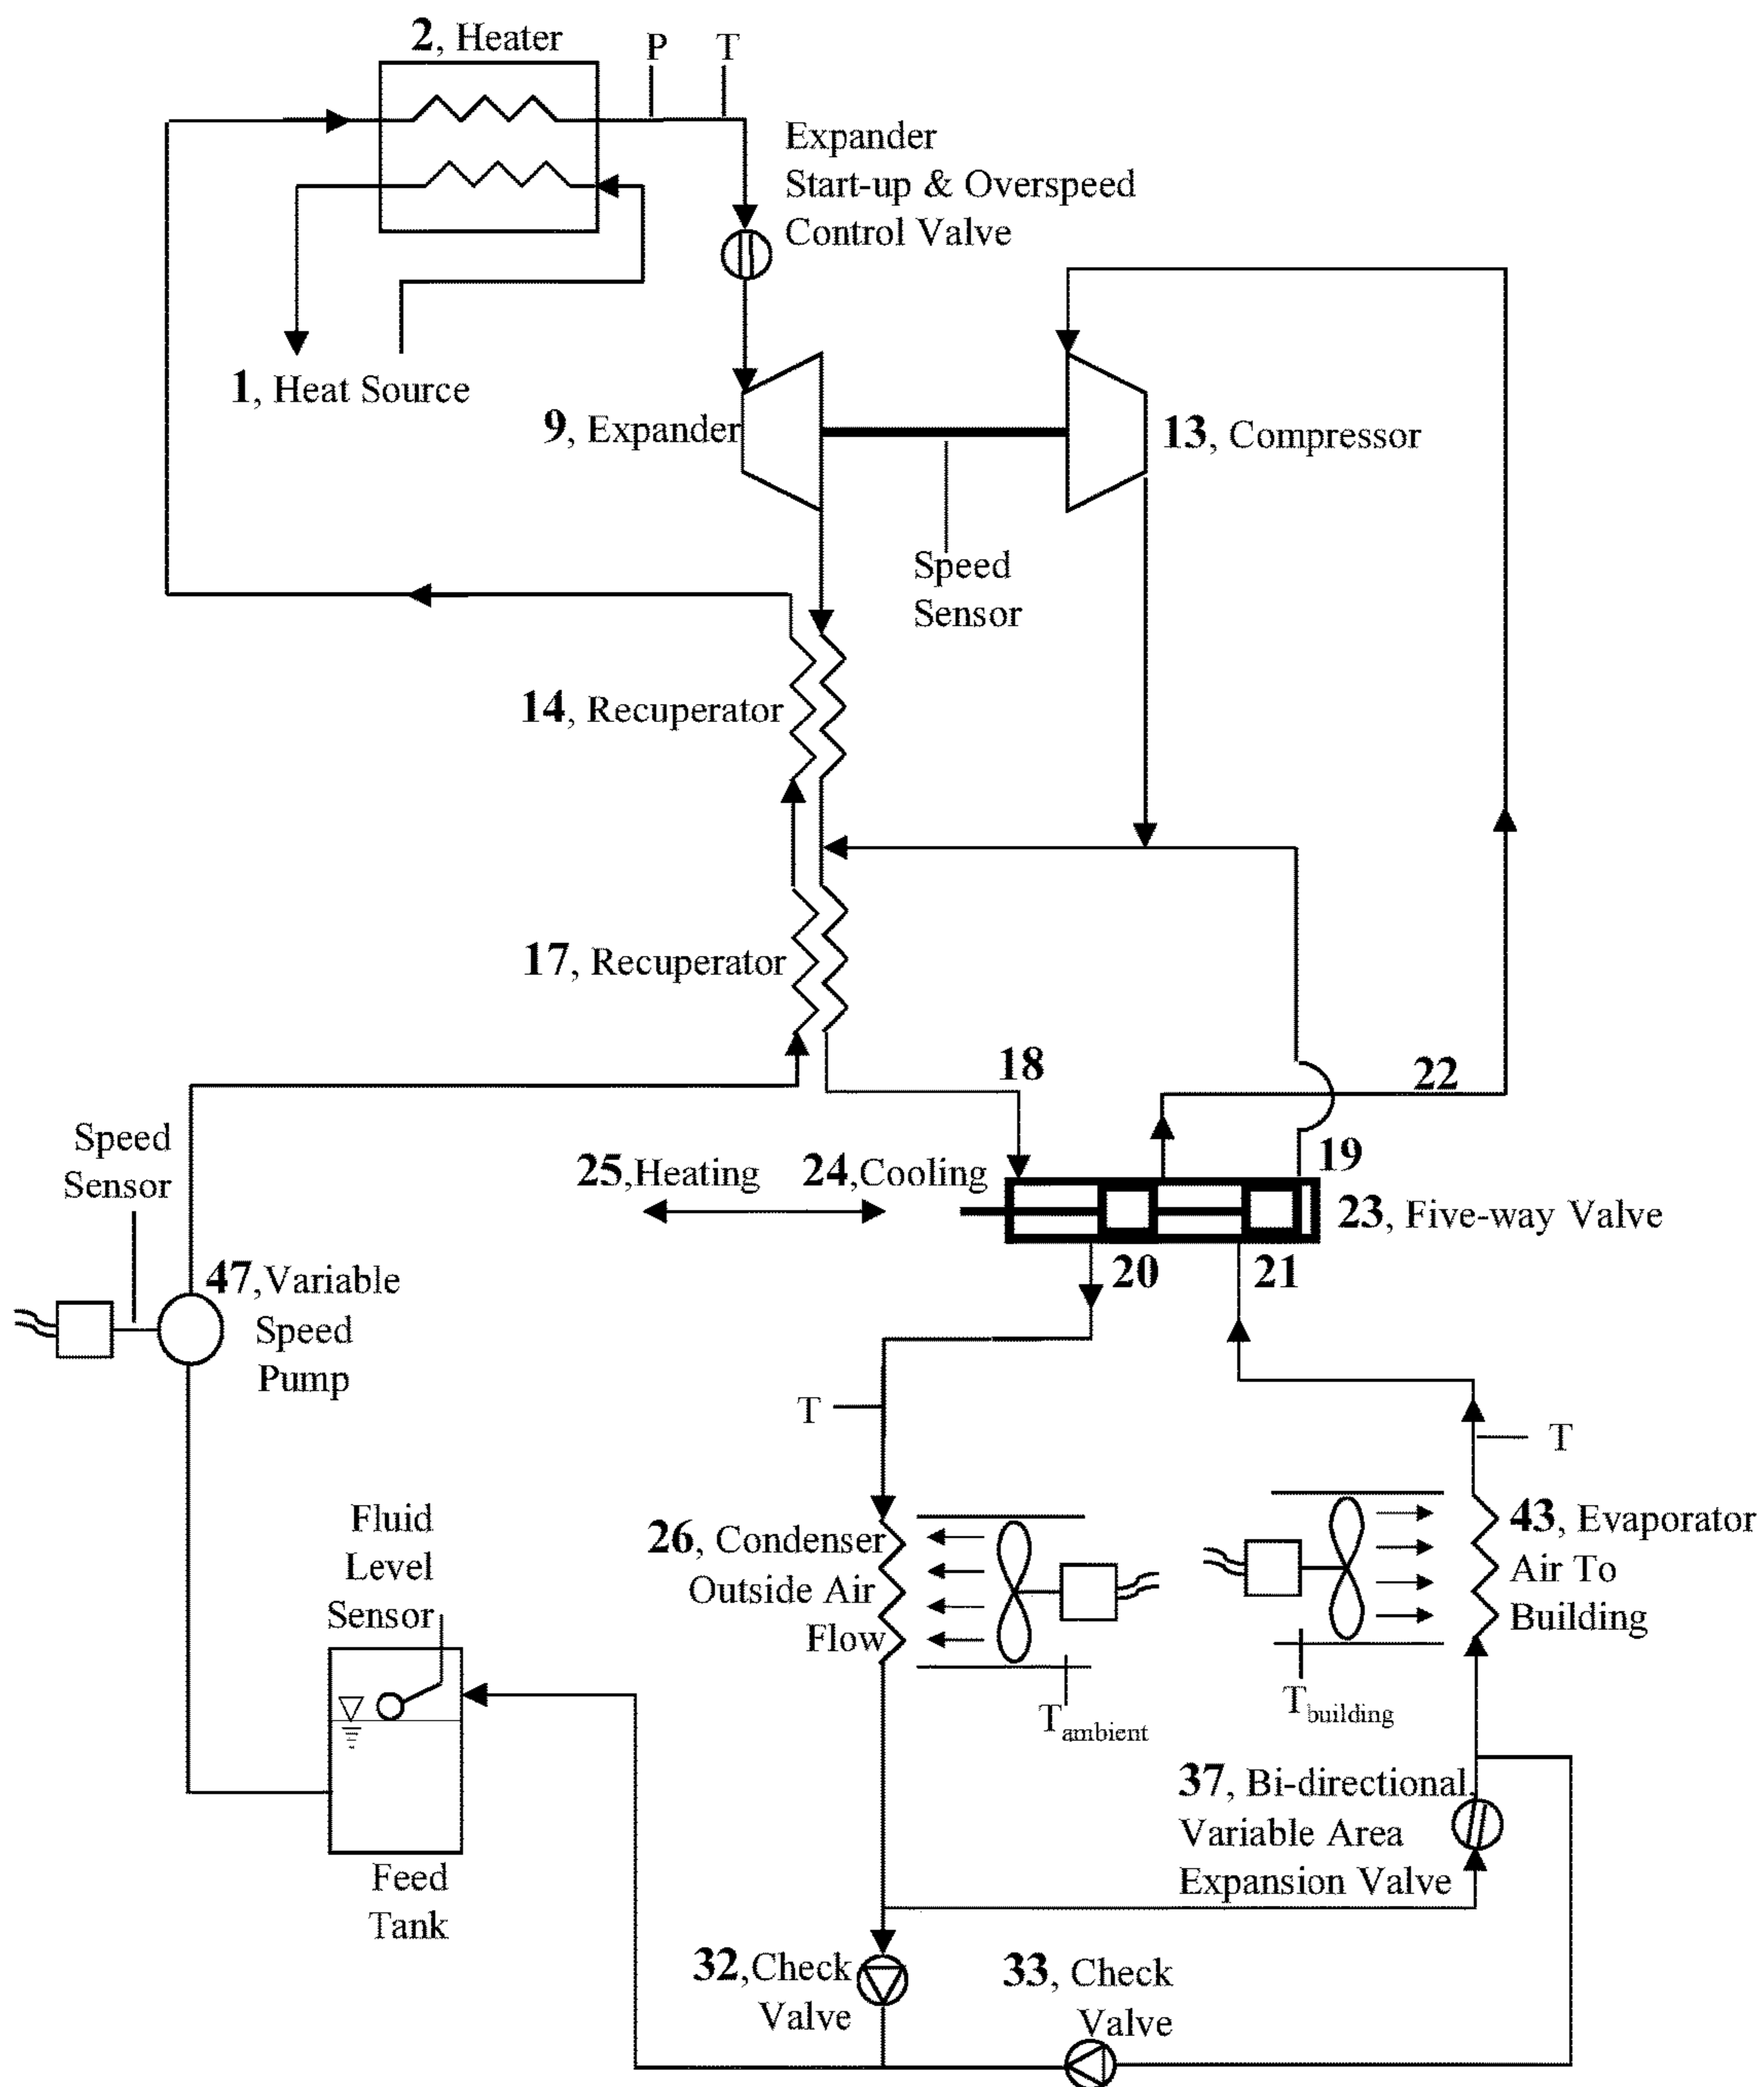 2, Heater
P
T
Expander
Start-up & Overspeed
Control Valve
1, Heat Source
9, Expander
13, Compressor
Speed
Sensor
14, Recuperator
17, Recuperator
18
22
19
Speed
Sensor
25,Heating
24,Cooling
23, Five-way Valve
20
21
47,Variable
Speed
Pump
T
T
Fluid
Level
Sensor
26, Condenser
Outside Air
Flow
43, Evaporator
Air To
Building
Tambient
Tbuilding
37, Bi-directional,
Variable Area
Expansion Valve
Feed
Tank
32,Check
Valve
33, Check
Valve